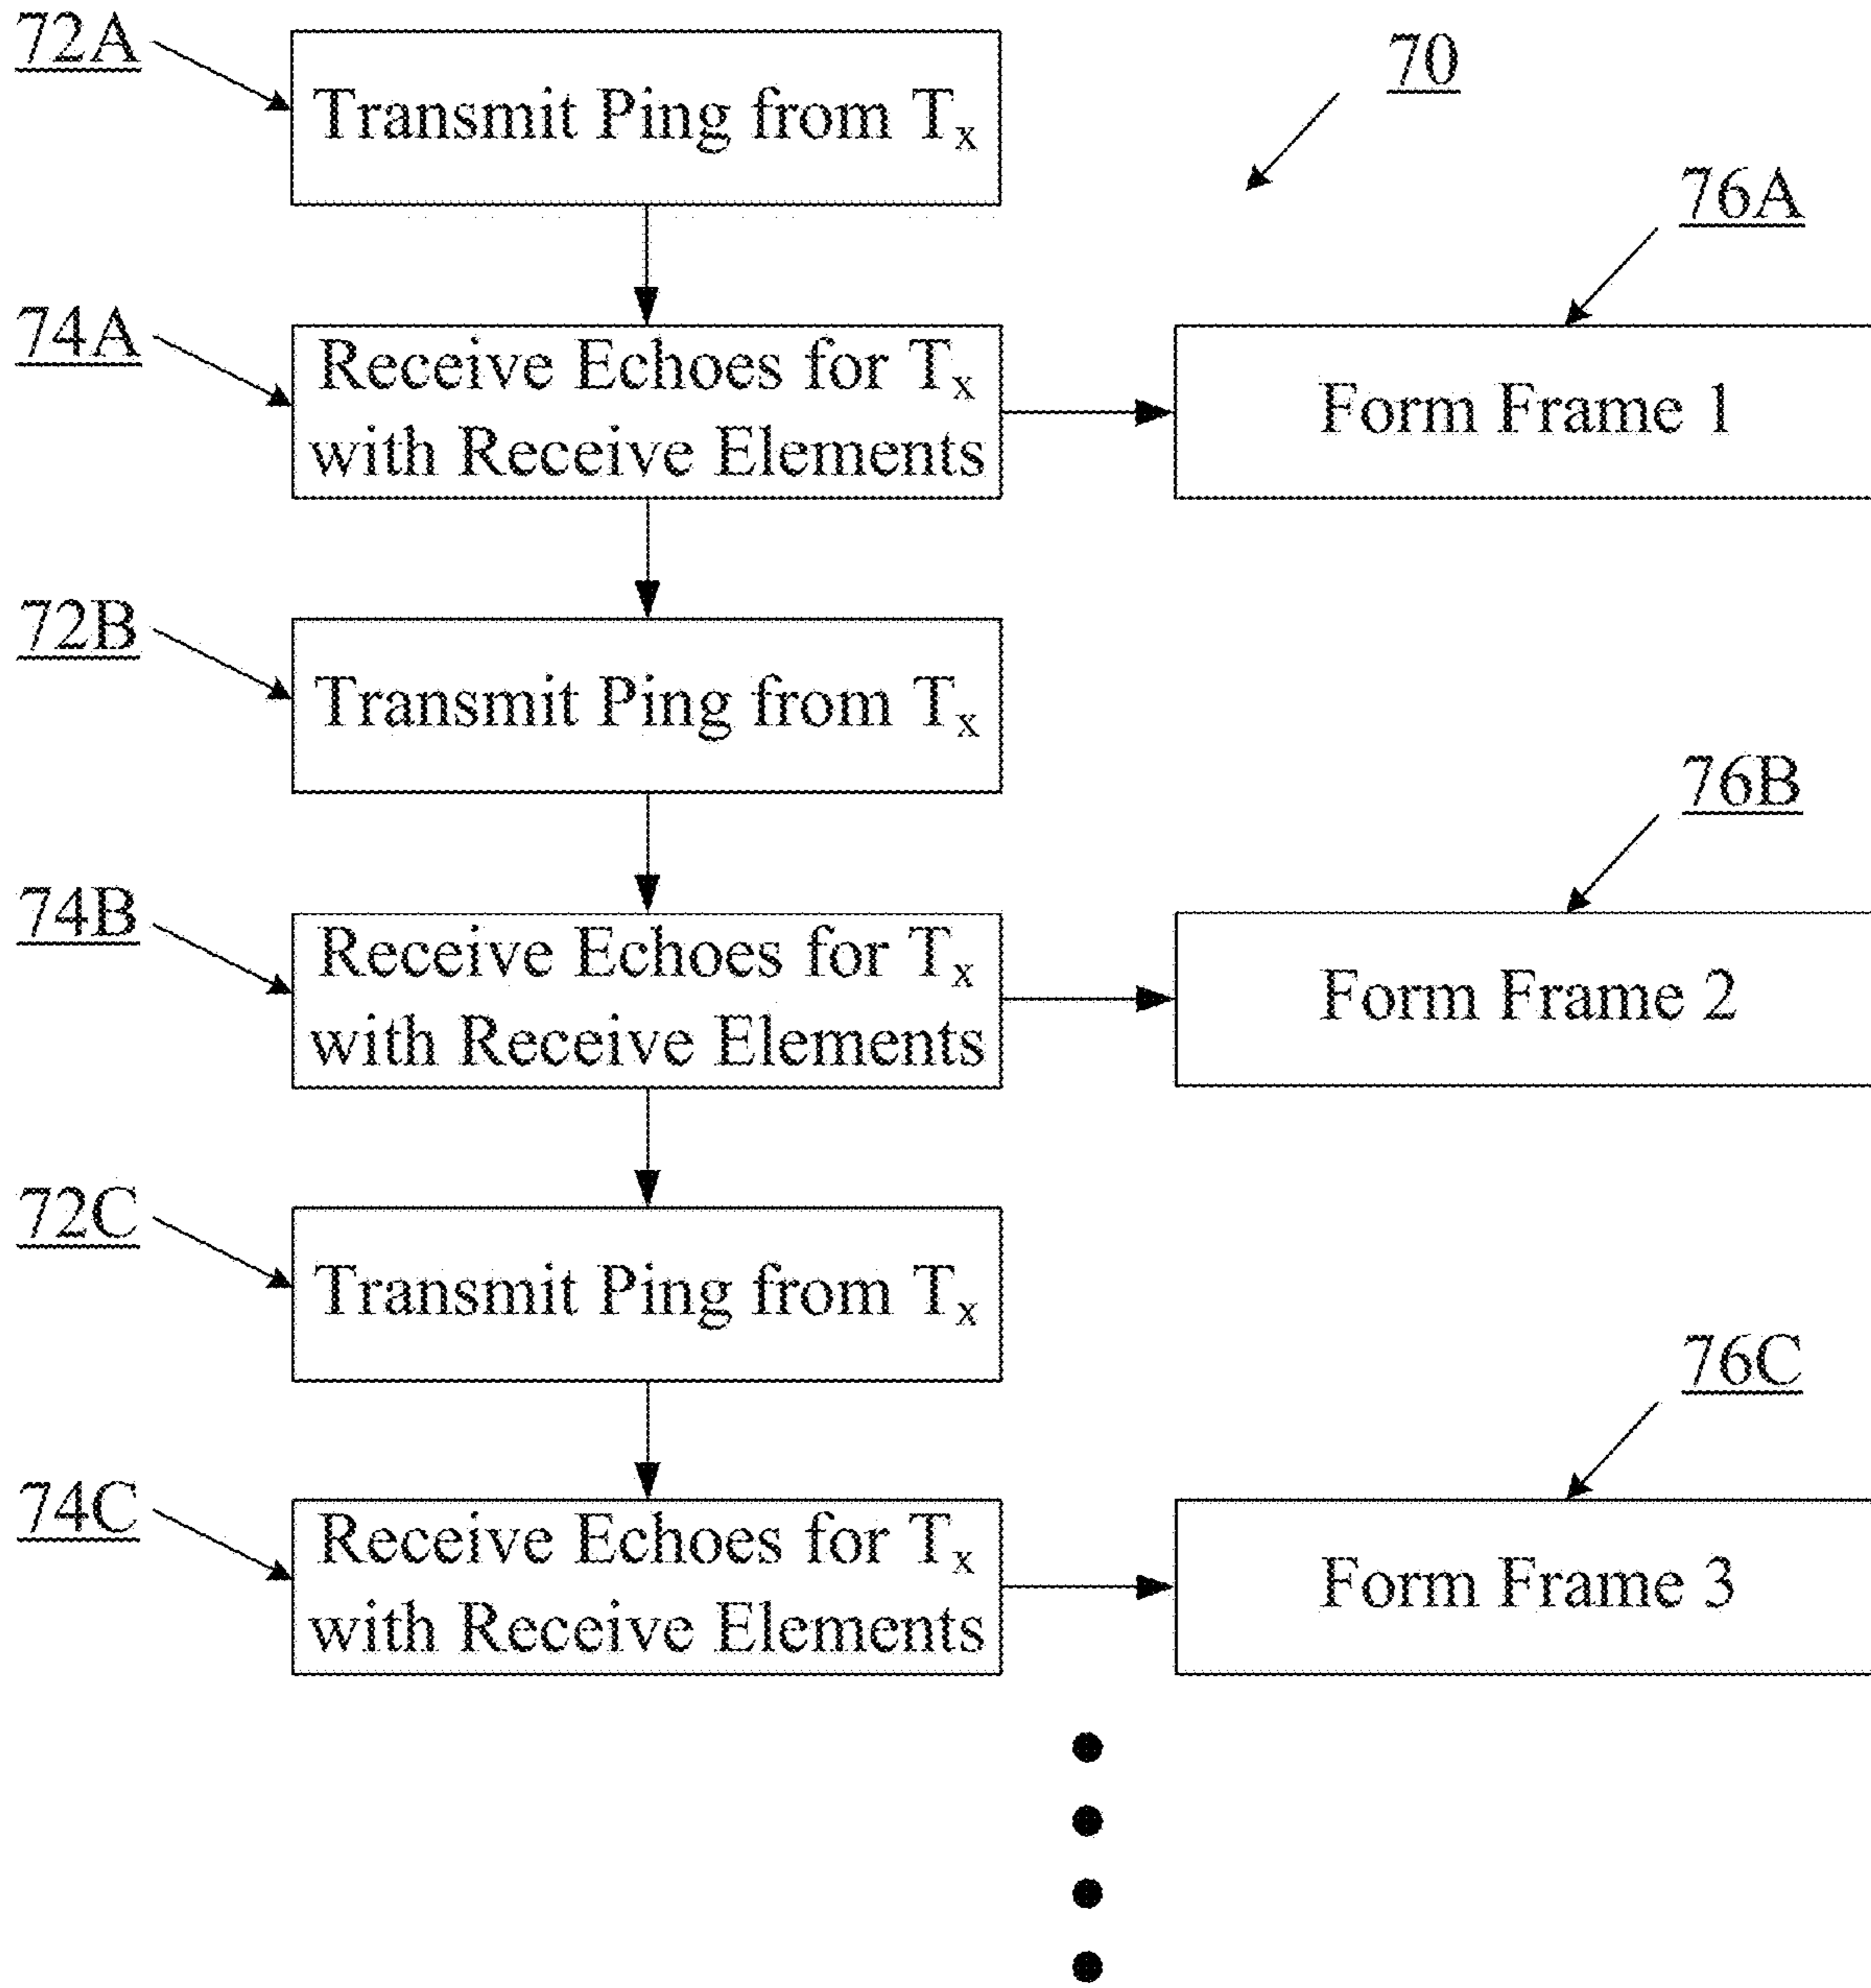 72A
Transmit Ping from Tx
70
76A
74A
Receive Echoes for Tx
with Receive Elements
Form Frame 1
72B
Transmit Ping from Tx
76B
74B
Receive Echoes for Tx
with Receive Elements
Form Frame 2
72C
Transmit Ping from Tx
76C
74C
Receive Echoes for Tx
with Receive Elements
Form Frame 3